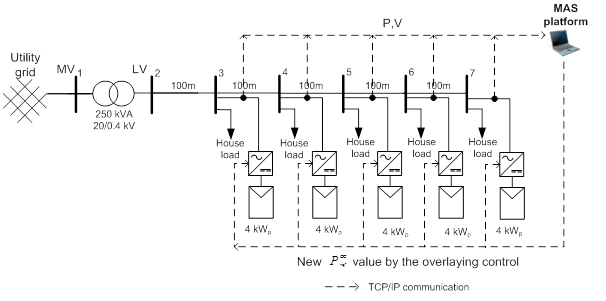 MAS
platform
P,V
Utility
grid
MV 1
LV 2
3
4
5
6
7
100m
100m
100m
100m
100m
250 kVA
20/0.4 kV
House
load
House
load
House
load
House
load
House
load
4 kWp
4 kWp
4 kWp
4 kWp
4 kWp
New value by the overlaying control
TCP/IP communication